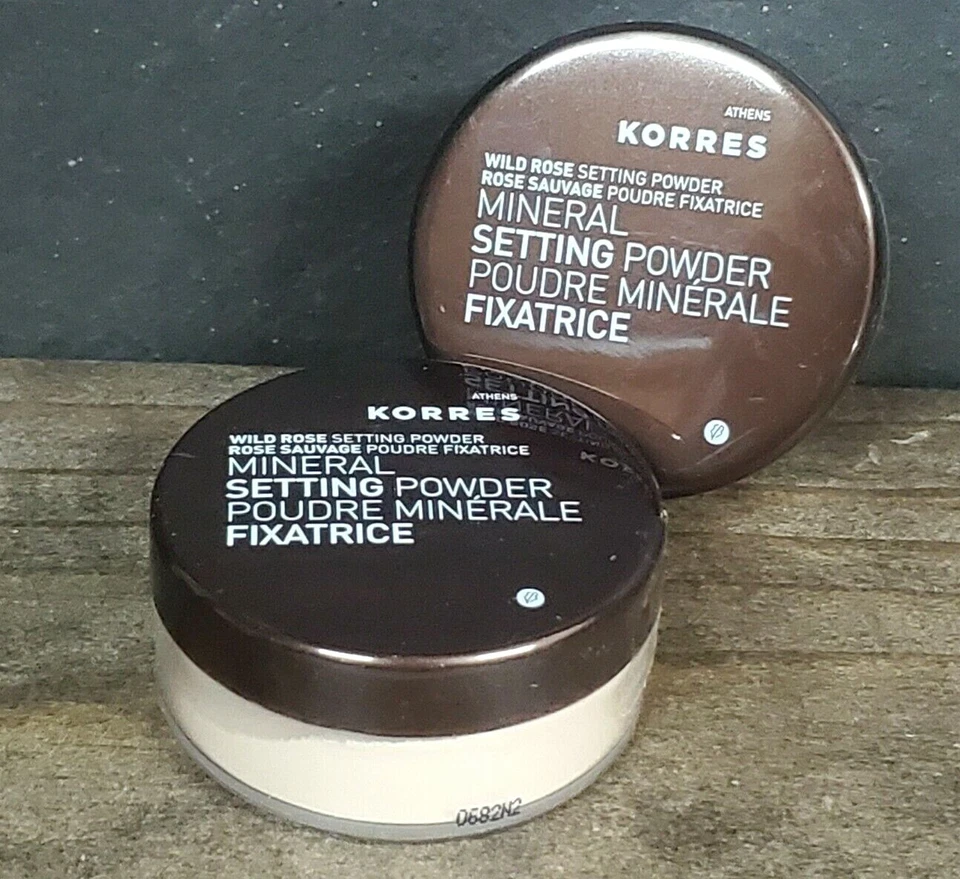 ATHENS
KORRES
WILD ROSE SETTING POWDER
ROSE SAUVAGE POUDRE FIXATRICE
MINERAL
SETTING POWDER
POUDRE MINÉRALE
FIXATRICE
ATHENS
KORRES
WILD ROSE SETTING POWDER
ROSE SAUVAGE POUDRE FIXATRICE
MINERAL
SETTING POWDER
POUDRE MINÉRALE
FIXATRICE
0682N2